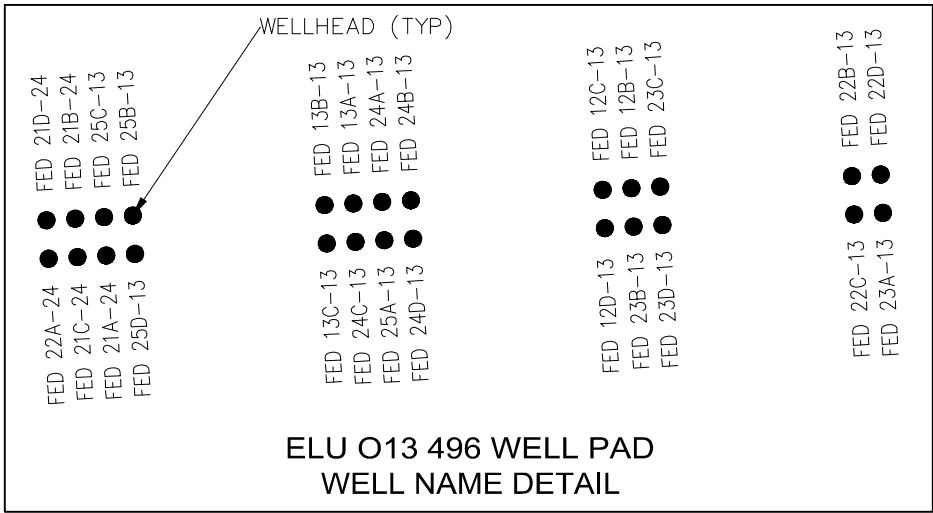 WELLHEAD (TYP)
FED 21D-24
FED 21B-24
FED 25C-13
FED 25B-13
FED 13B-13
FED 13A-13
FED 24A-13
FED 24B-13
FED 12C-13
FED 12B-13
FED 23C-13
FED 22B-13
FED 22D-13
FED 22A-24
FED 21C-24
FED 21A-24
FED 25D-13
FED 13C-13
FED 24C-13
FED 25A-13
FED 24D-13
FED 12D-13
FED 23B-13
FED 23D-13
FED 22C-13
FED 23A-13
ELU O13 496 WELL PAD
WELL NAME DETAIL